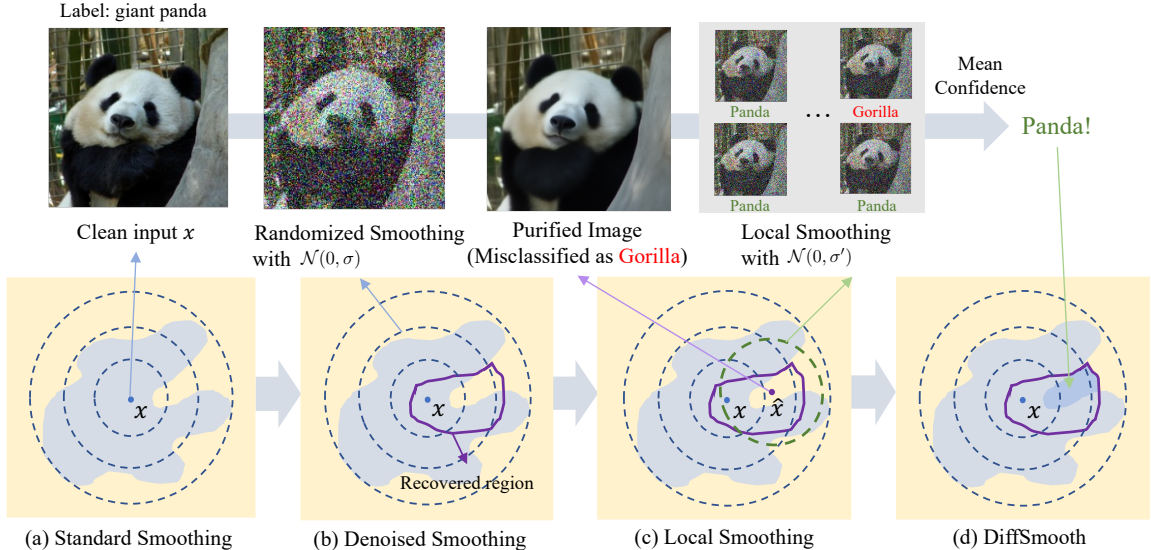 Label: giant panda
Panda
...
Gorilla
Panda
Panda
Mean
Confidence
Panda!
Clean input 𝑥
Randomized Smoothing
with 𝒩(0, σ)
Purified Image
(Misclassified as Gorilla)
Local Smoothing
with 𝒩(0, σ′)
𝑥
𝑥
Recovered region
𝑥
𝑥̂
𝑥
(a) Standard Smoothing
(b) Denoised Smoothing
(c) Local Smoothing
(d) DiffSmooth